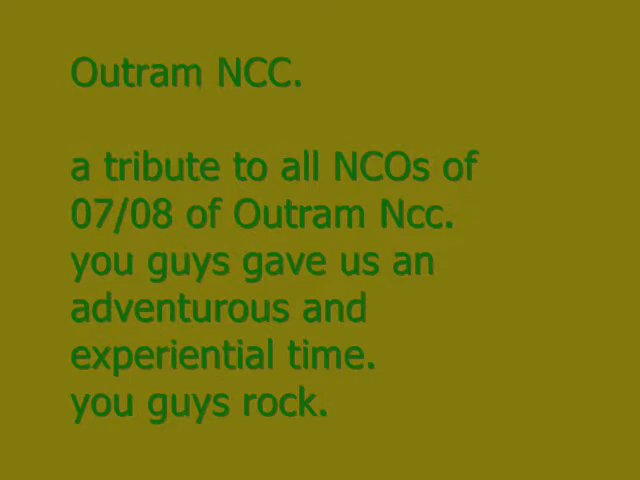 Outram NCC.
a tribute to all NCOs of
07/08 of Outram Ncc.
you guys gave us an
adventurous and
experiential time.
you guys rock.